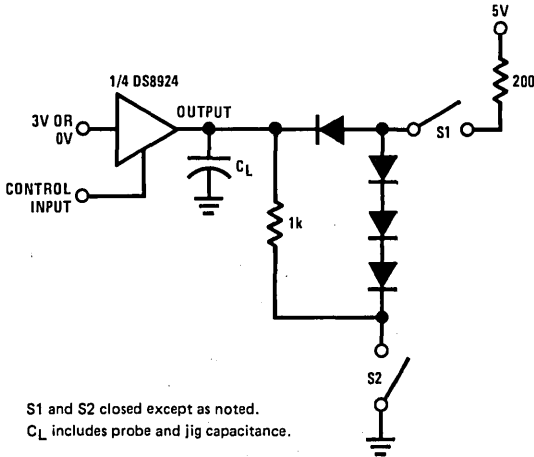 5V
1/4 DS8924
200
OUTPUT
3V OR
0V
S1
CL
CONTROL
INPUT
1k
S2
S1 and S2 closed except as noted.
CL includes probe and jig capacitance.